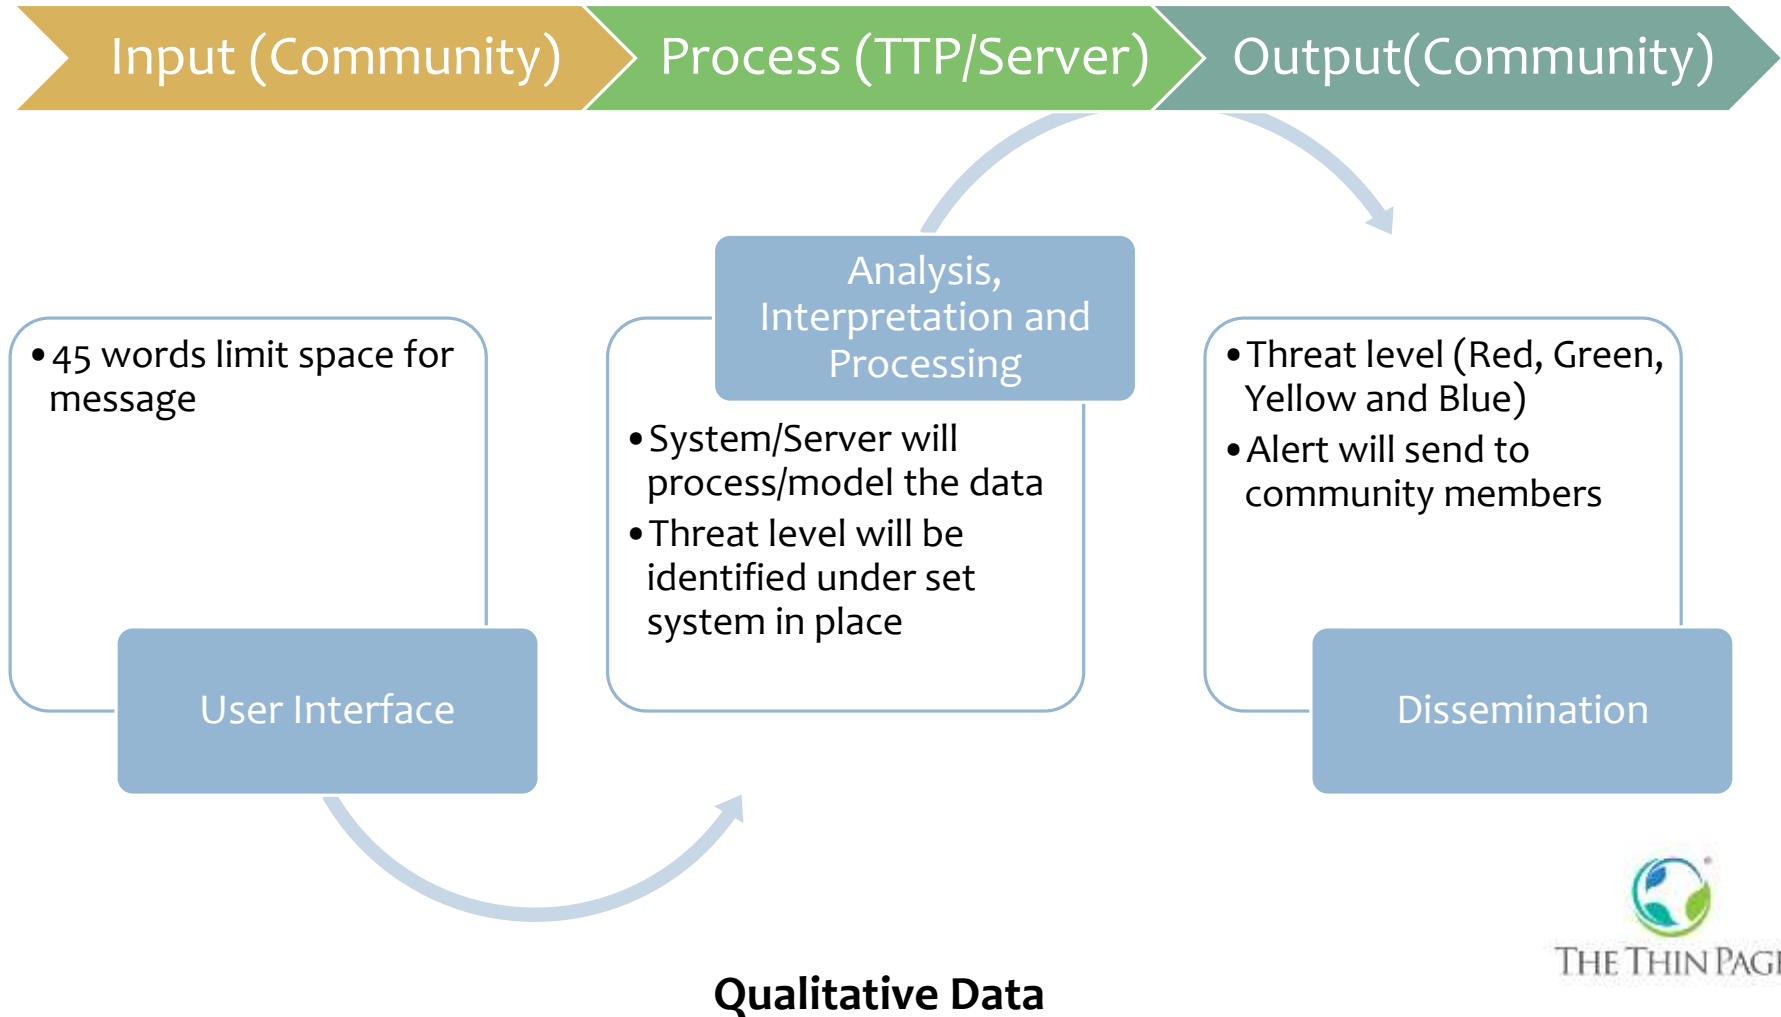 Input (Community)
Process (TTP/Server)
Output(Community)
•45 words limit space for
message
User Interface
Analysis,
Interpretation and
Processing
•System/Server will
process/model the data
•Threat level will be
identified under set
system in place
•Threat level (Red, Green,
Yellow and Blue)
•Alert will send to
community members
Dissemination
THE THIN PAGE
Qualitative Data